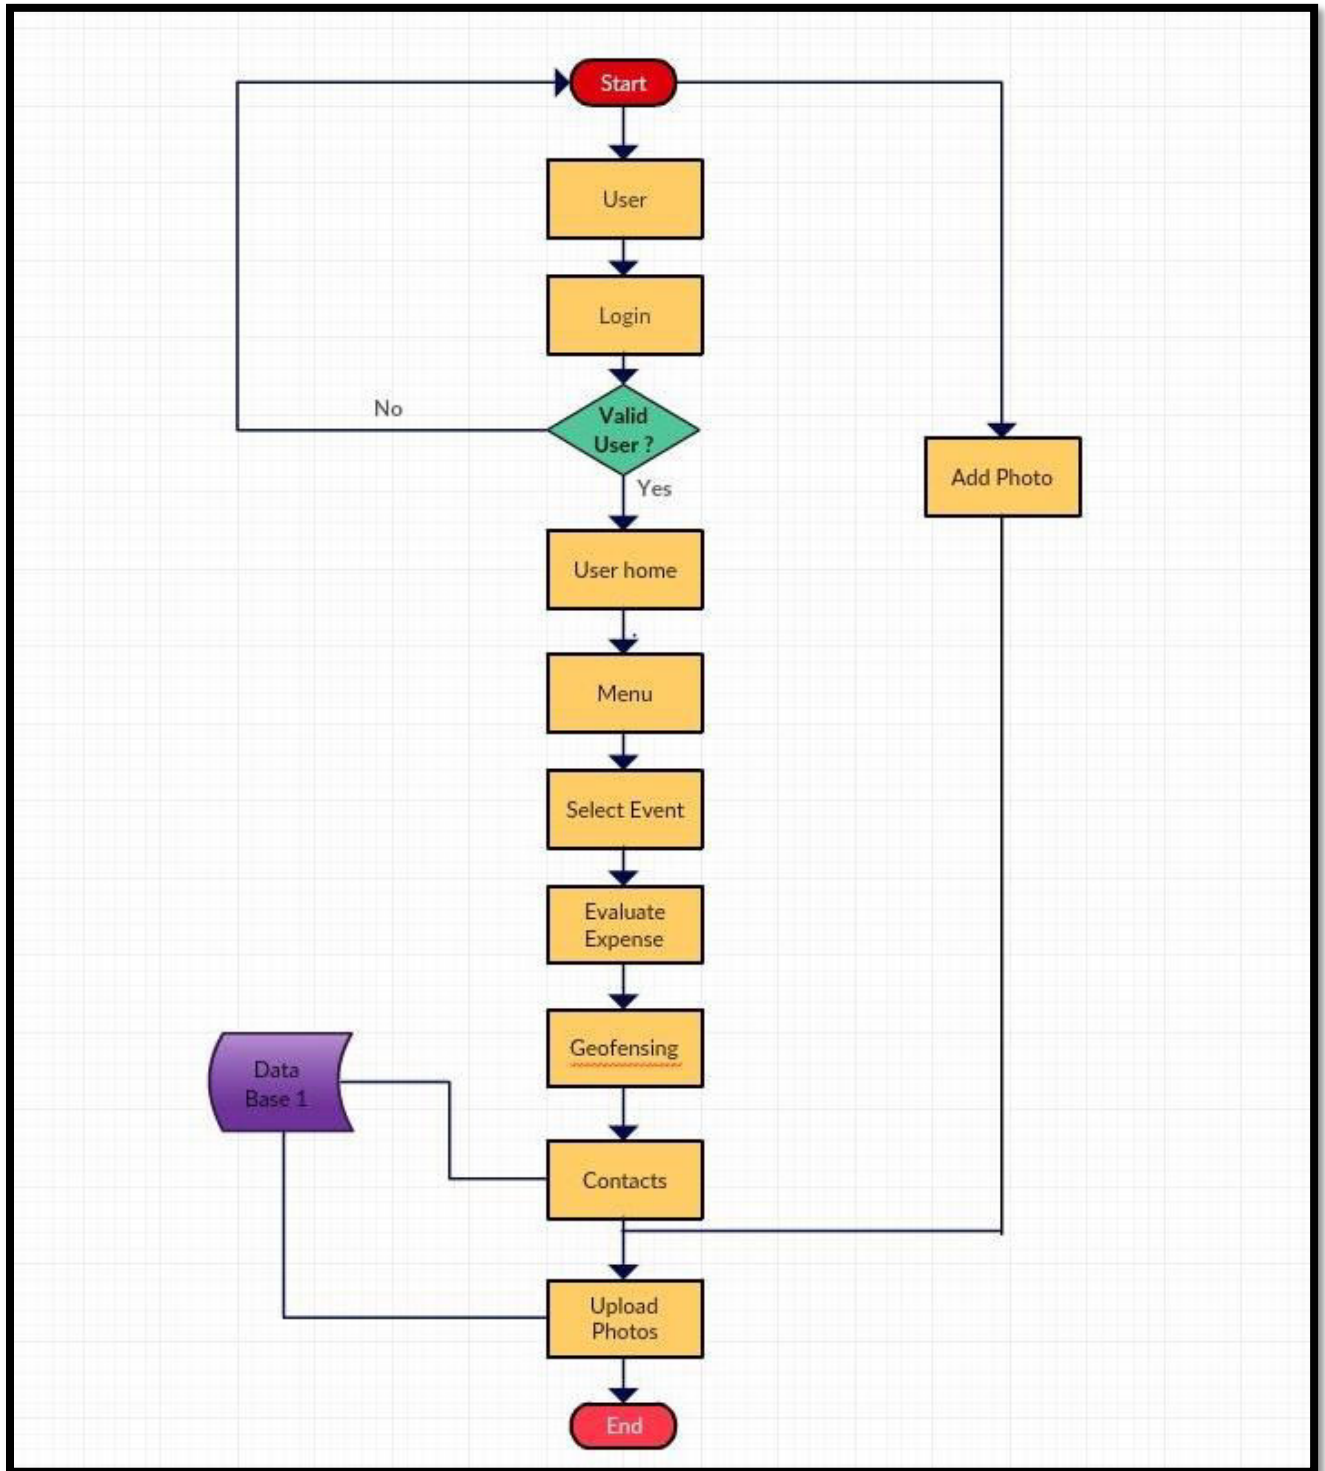 Start
User
Login
Valid
User ?
No
Yes
Add Photo
User home
Menu
Select Event
Evaluate
Expense
Geofensing
Data
Base 1
Contacts
Upload
Photos
End